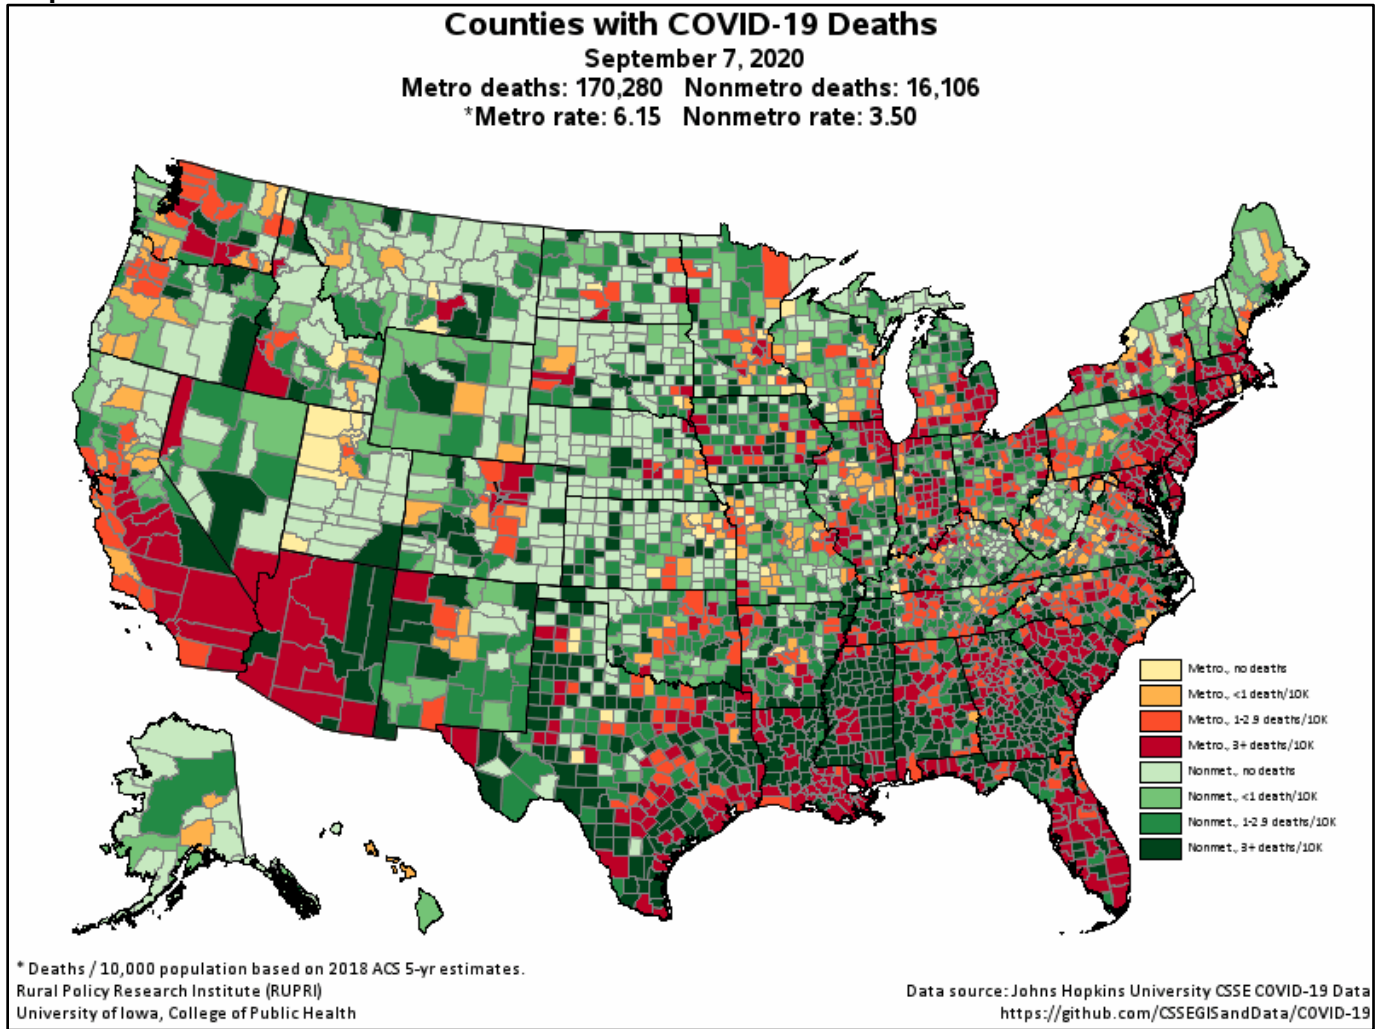 Counties with COVID-19 Deaths
September 7, 2020
Metro deaths: 170,280 Nonmetro deaths: 16,106
*Metro rate: 6.15 Nonmetro rate: 3.50
Metro., no deaths
Metro., <1 death/10K
Metro., 1-2.9 deaths/10K
Metro., 3+ deaths/10K
Nonmet., no deaths
Nonmet., <1 death/10K
Nonmet., 1-2.9 deaths/10K
Nonmet., 3+ deaths/10K
* Deaths / 10,000 population based on 2018 ACS 5-yr estimates.
Rural Policy Research Institute (RUPRI)
University of Iowa, College of Public Health
Data source: Johns Hopkins University CSSE COVID-19 Data
https://github.com/CSSEGISandData/COVID-19